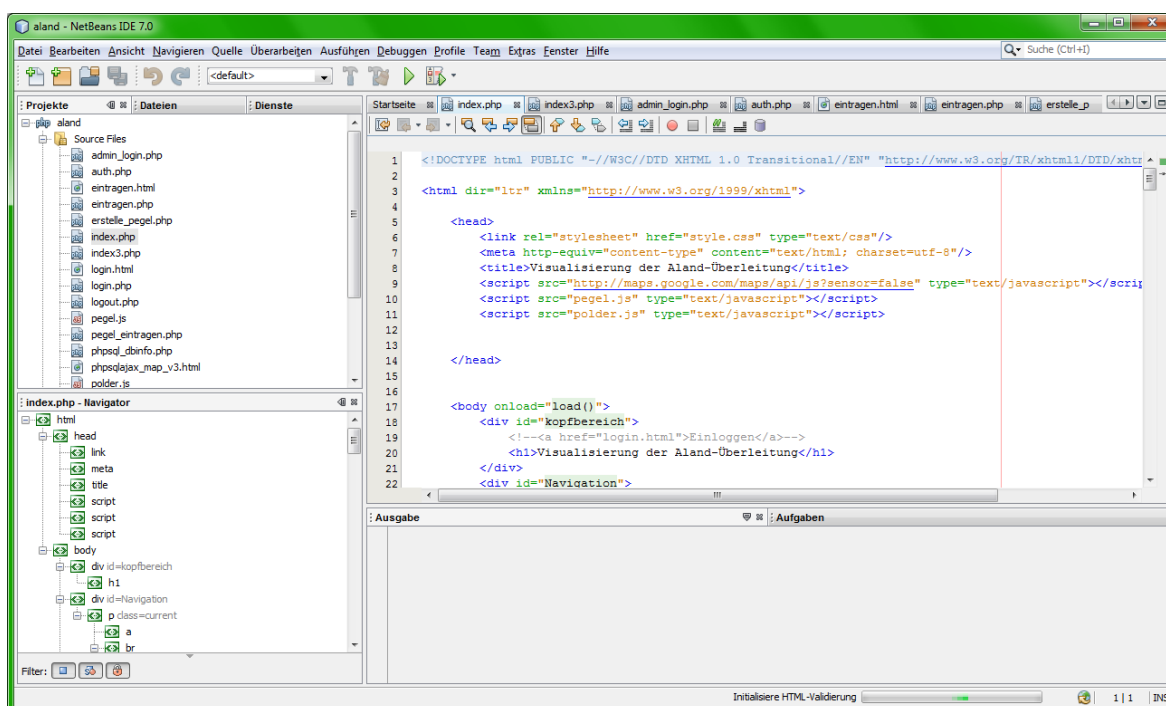 aland - NetBeans IDE 7.0
Datei Bearbeiten Ansicht Navigieren Quelle Überarbeiten Ausführen Debuggen Profile Team Extras Fenster Hilfe
Suche (Ctrl+I)
<default>
Projekte Dateien Dienste
aland
Source Files
admin_login.php
auth.php
eintragen.html
eintragen.php
erstelle_pegel.php
index.php
index3.php
login.html
login.php
logout.php
pegel.js
pegel_eintragen.php
phpsql_dbinfo.php
phpsqlajax_map_v3.html
polder.js
index.php - Navigator
html
head
link
meta
title
script
script
script
body
div id=kopfbereich
h1
div id=Navigation
p class=current
a
br
Filter:
Startseite index.php index3.php admin_login.php auth.php eintragen.html eintragen.php erstelle_p
1 <!DOCTYPE html PUBLIC "-//W3C//DTD XHTML 1.0 Transitional//EN" "http://www.w3.org/TR/xhtml1/DTD/xhtr
2
3 <html dir="ltr" xmlns="http://www.w3.org/1999/xhtml">
4
5 <head>
6 <link rel="stylesheet" href="style.css" type="text/css"/>
7 <meta http-equiv="content-type" content="text/html; charset=utf-8"/>
8 <title>Visualisierung der Aland-Überleitung</title>
9 <script src="http://maps.google.com/maps/api/js?sensor=false" type="text/javascript"></scrip
10 <script src="pegel.js" type="text/javascript"></script>
11 <script src="polder.js" type="text/javascript"></script>
12
13
14 </head>
15
16
17 <body onload="load()">
18 <div id="kopfbereich">
19 <!--<a href="login.html">Einloggen</a>-->
20 <h1>Visualisierung der Aland-Überleitung</h1>
21 </div>
22 <div id="Navigation">
Ausgabe Aufgaben
Initialisiere HTML-Validierung 1 | 1 INS